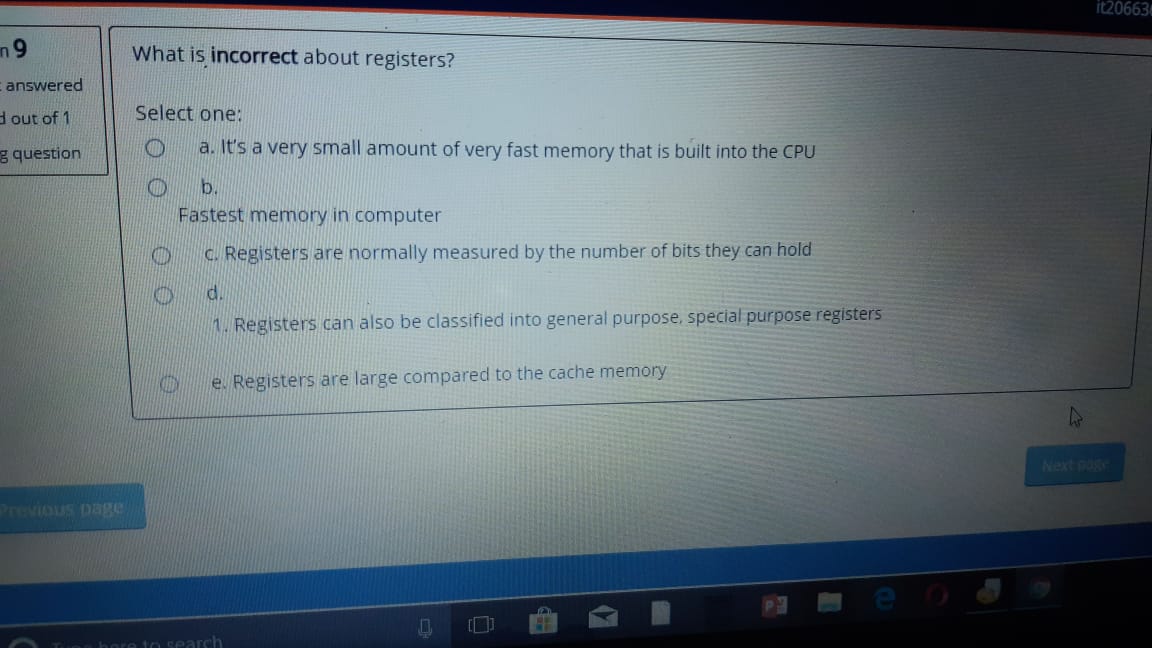 it20663
n 9
answered
d out of 1
g question
What is incorrect about registers?
Select one:
a. It's a very small amount of very fast memory that is built into the CPU
b.
Fastest memory in computer
c. Registers are normally measured by the number of bits they can hold
d.
1. Registers can also be classified into general purpose, special purpose registers
e. Registers are large compared to the cache memory
Next page
Previous page
Type here to search